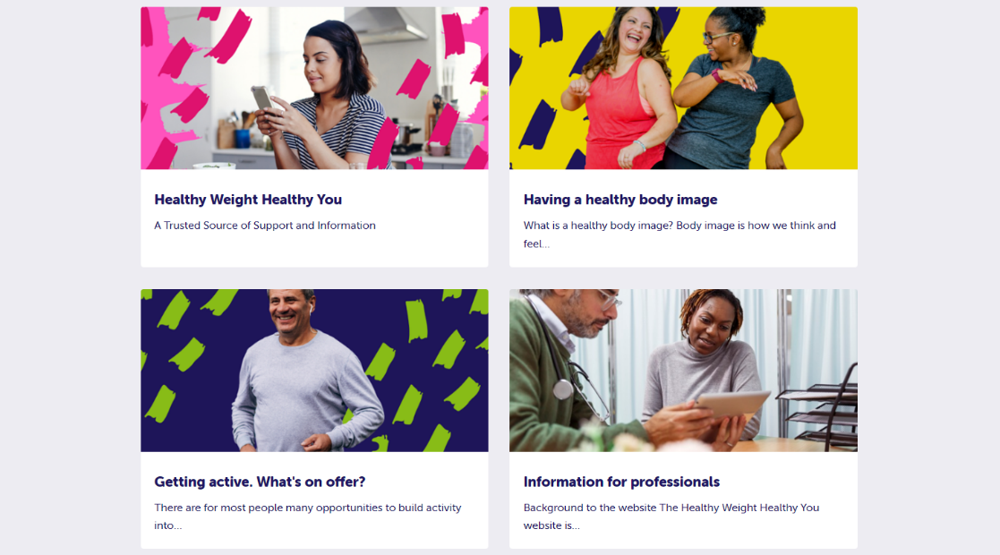 Healthy Weight Healthy You
A Trusted Source of Support and Information
Having a healthy body image
What is a healthy body image? Body image is how we think and
feel...
Getting active. What's on offer?
There are for most people many opportunities to build activity
into...
Information for professionals
Background to the website The Healthy Weight Healthy You
website is...